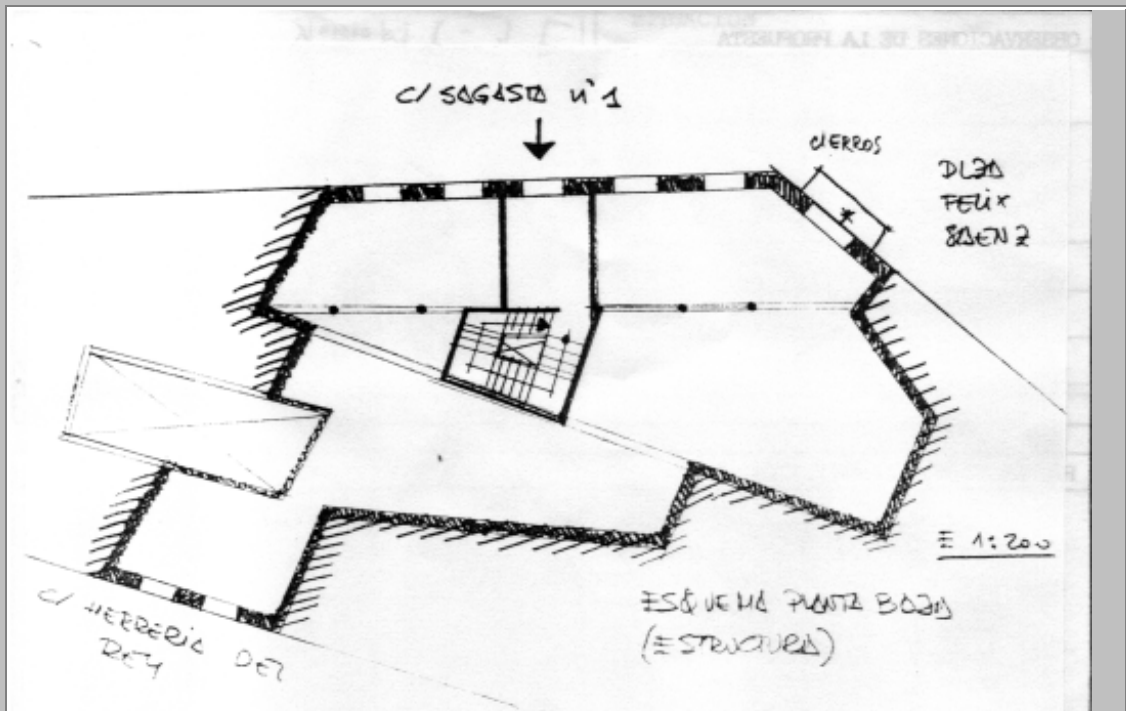 OBSERVACIONES DE LA PROPUESTA
C/ SAGASTA Nº 1
CIERROS
PLZA
FELIX
SAENZ
E 1:200
ESQUEMA PLANTA BAJA
(ESTRUCTURA)
C/ HERRERIA DEL
REY